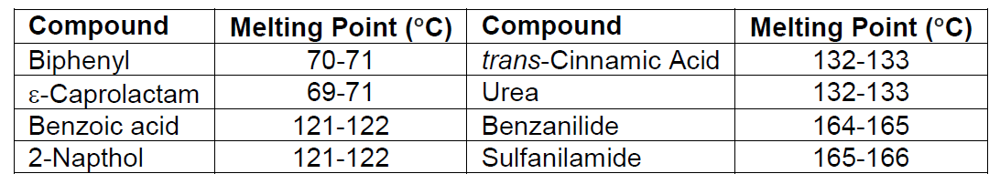 Compound Melting Point (°C) Compound Melting Point (°C)
Biphenyl 70-71 trans-Cinnamic Acid 132-133
ε-Caprolactam 69-71 Urea 132-133
Benzoic acid 121-122 Benzanilide 164-165
2-Napthol 121-122 Sulfanilamide 165-166